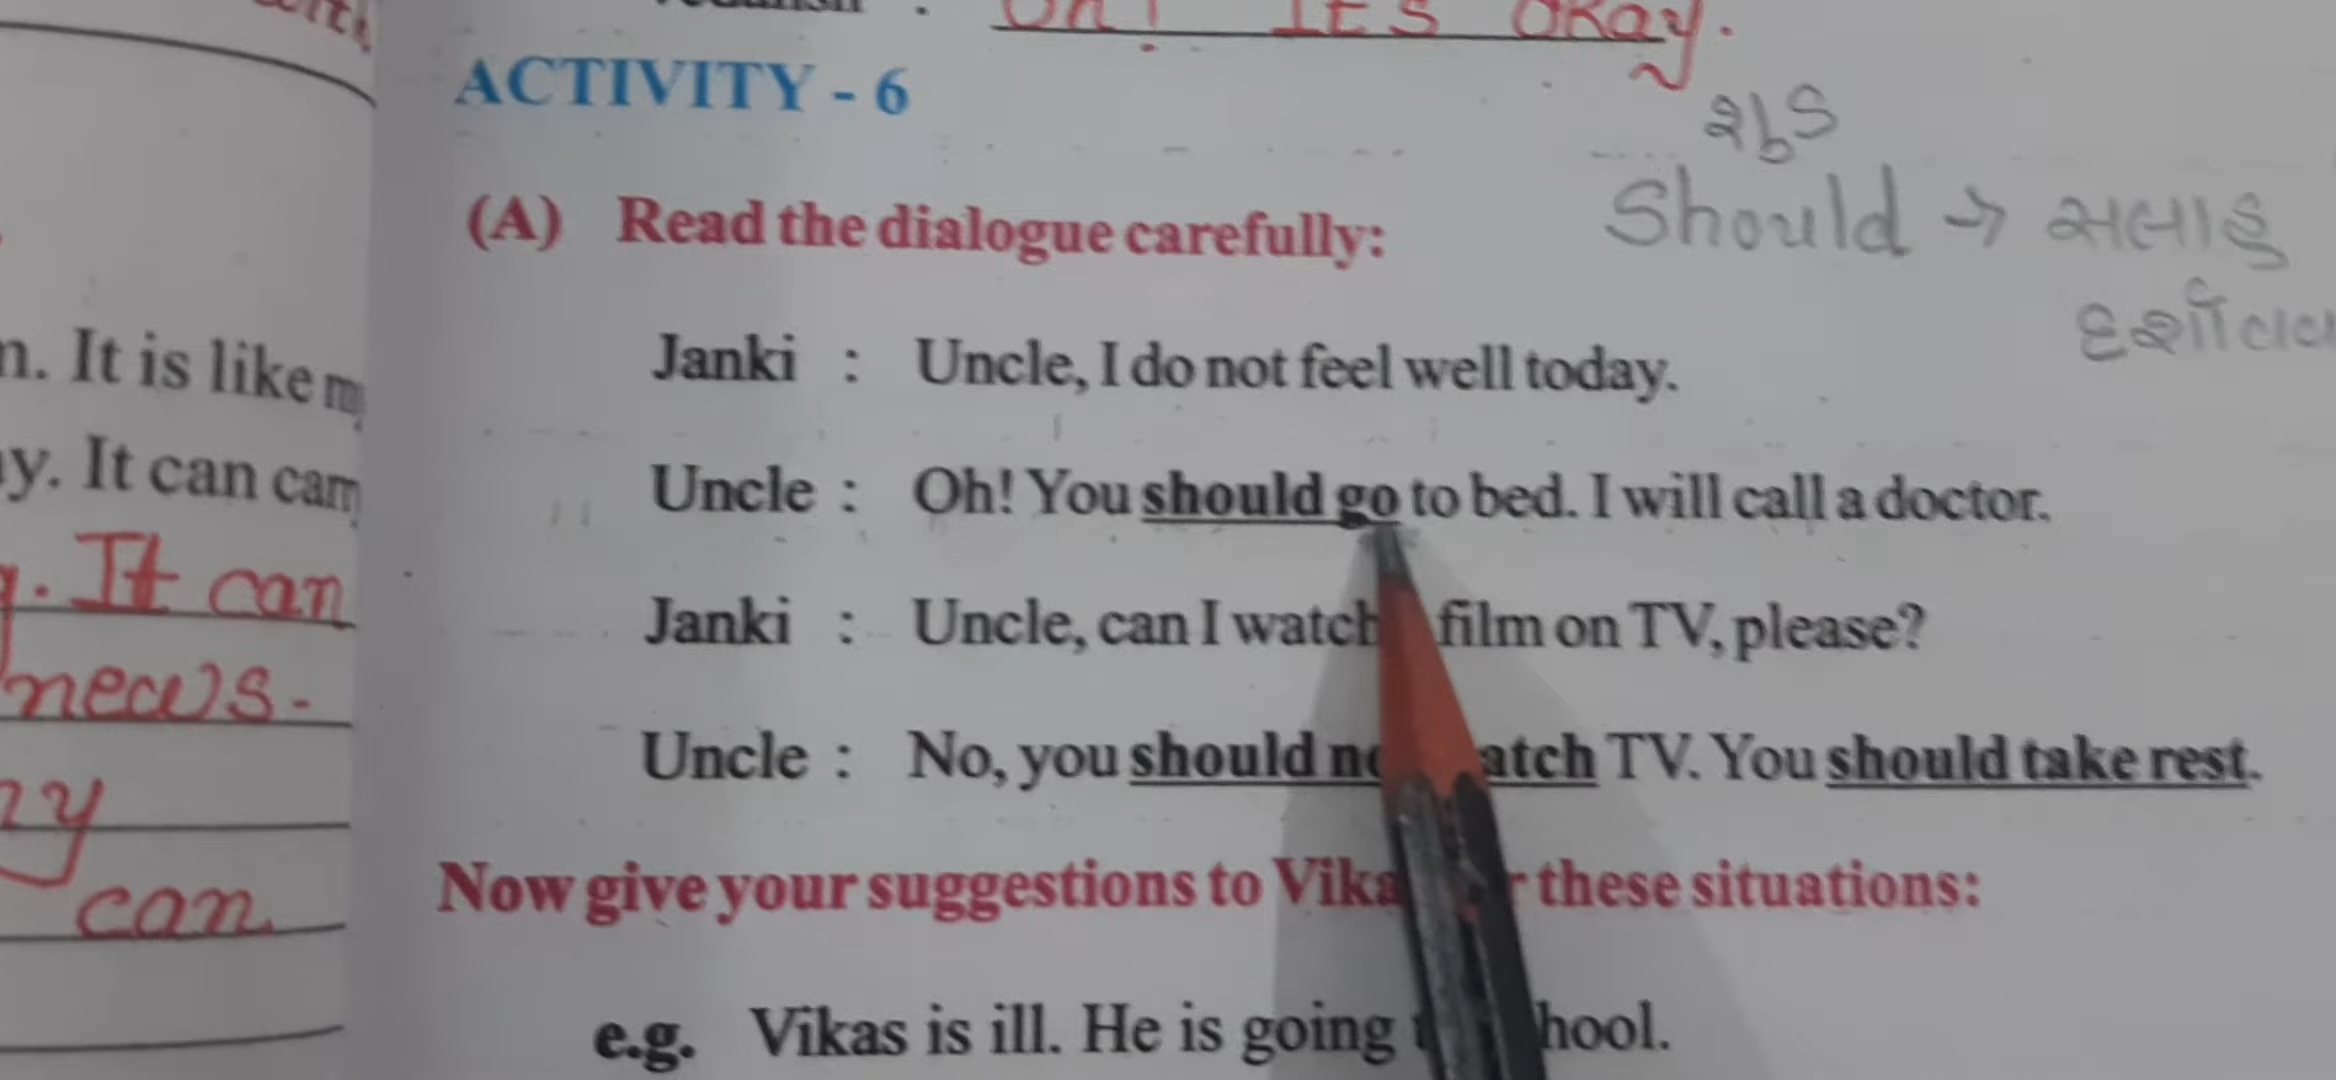 Oh! It's okay.
ACTIVITY - 6
શુડ
Should → સલાહ
(A) Read the dialogue carefully:
Janki : Uncle, I do not feel well today.
Uncle : Oh! You should go to bed. I will call a doctor.
Janki : Uncle, can I watch film on TV, please?
Uncle : No, you should TV. You should take rest.
Now give your suggestions to these situations:
e.g. Vikas is ill. He is going
It is like
It can
It can
news.
can